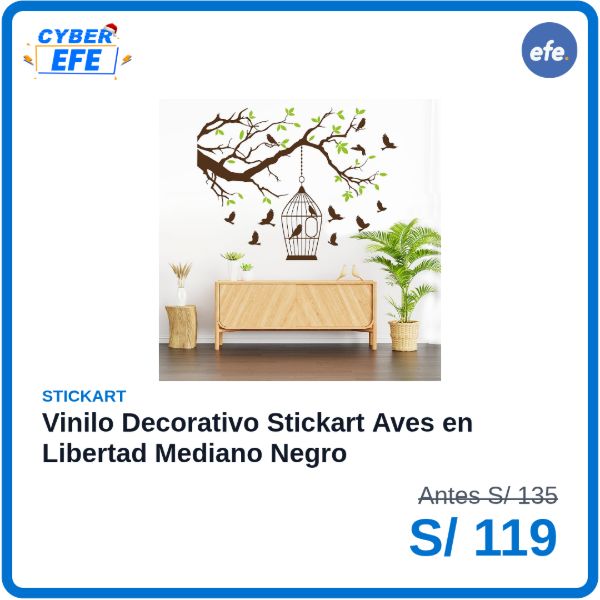 CYBER
EFE
efe.
STICKART
Vinilo Decorativo Stickart Aves en
Libertad Mediano Negro
Antes S/ 135
S/ 119